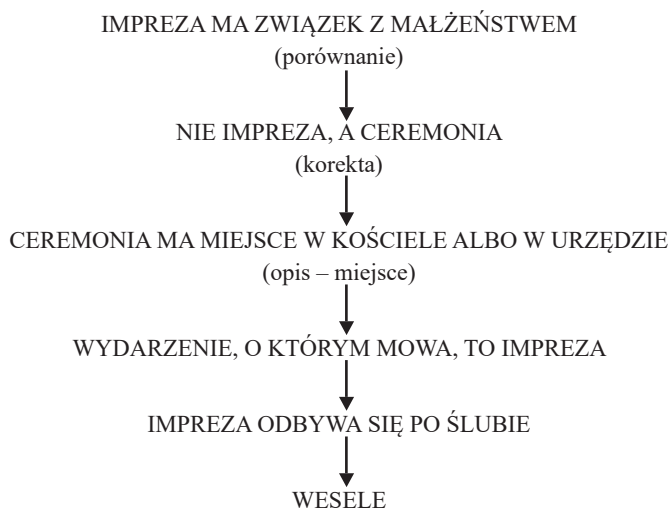 IMPREZA MA ZWIĄZEK Z MAŁŻEŃSTWEM
(porównanie)
NIE IMPREZA, A CEREMONIA
(korekta)
CEREMONIA MA MIEJSCE W KOŚCIELE ALBO W URZĘDZIE
(opis – miejsce)
WYDARZENIE, O KTÓRYM MOWA, TO IMPREZA
IMPREZA ODBYWA SIĘ PO ŚLUBIE
WESELE